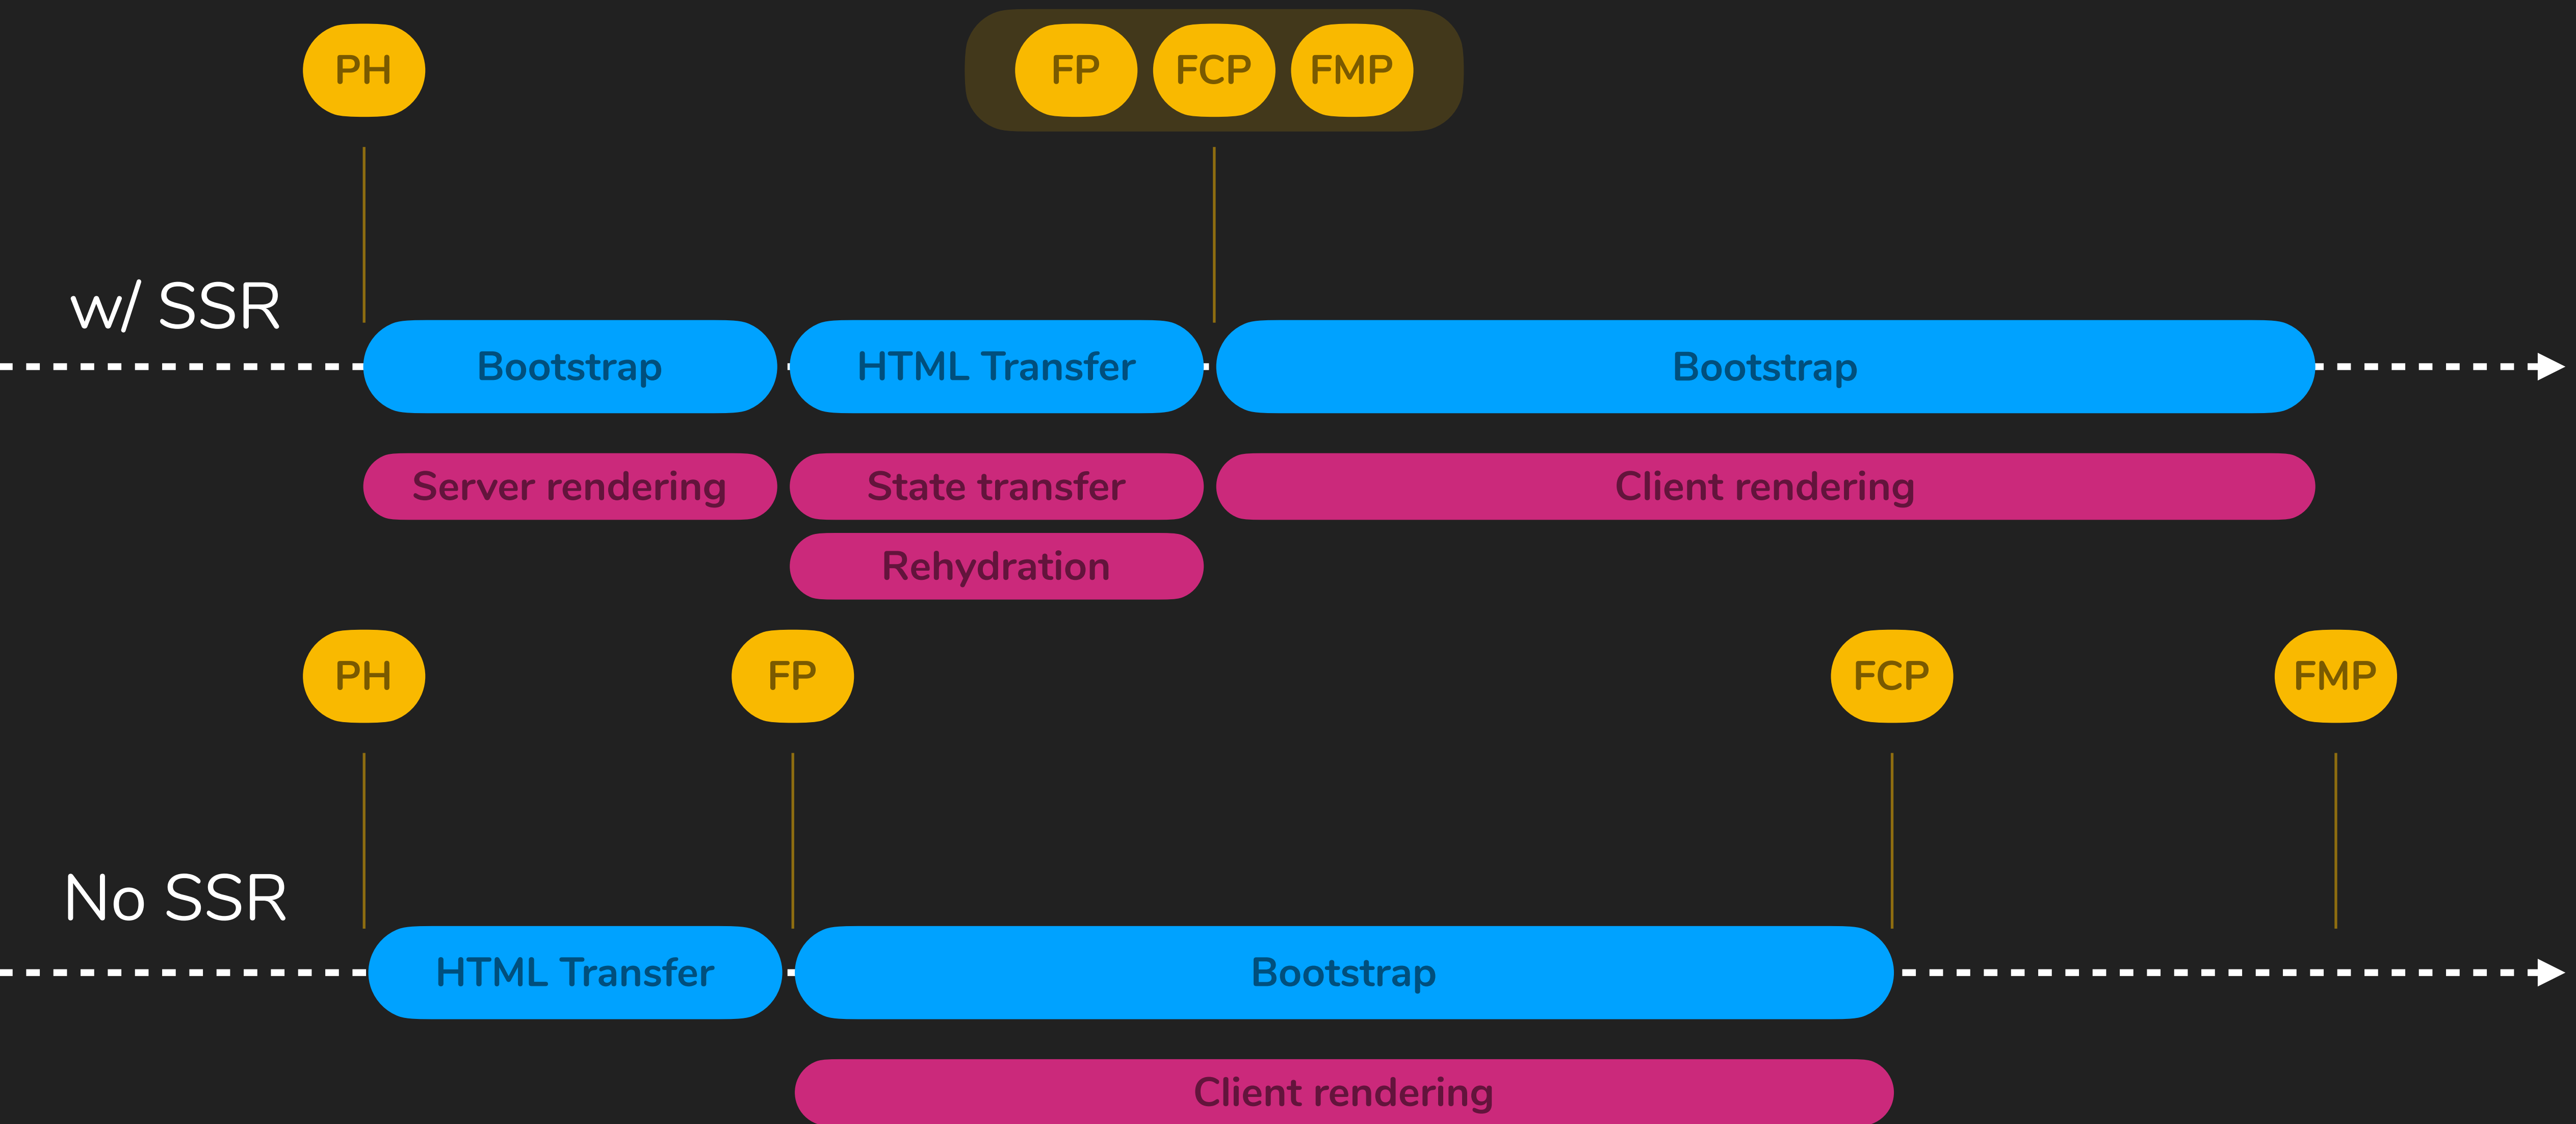 PH
FP FCP FMP
w/ SSR
Bootstrap
HTML Transfer
Bootstrap
Server rendering
State transfer
Client rendering
Rehydration
PH
FP
FCP
FMP
No SSR
HTML Transfer
Bootstrap
Client rendering